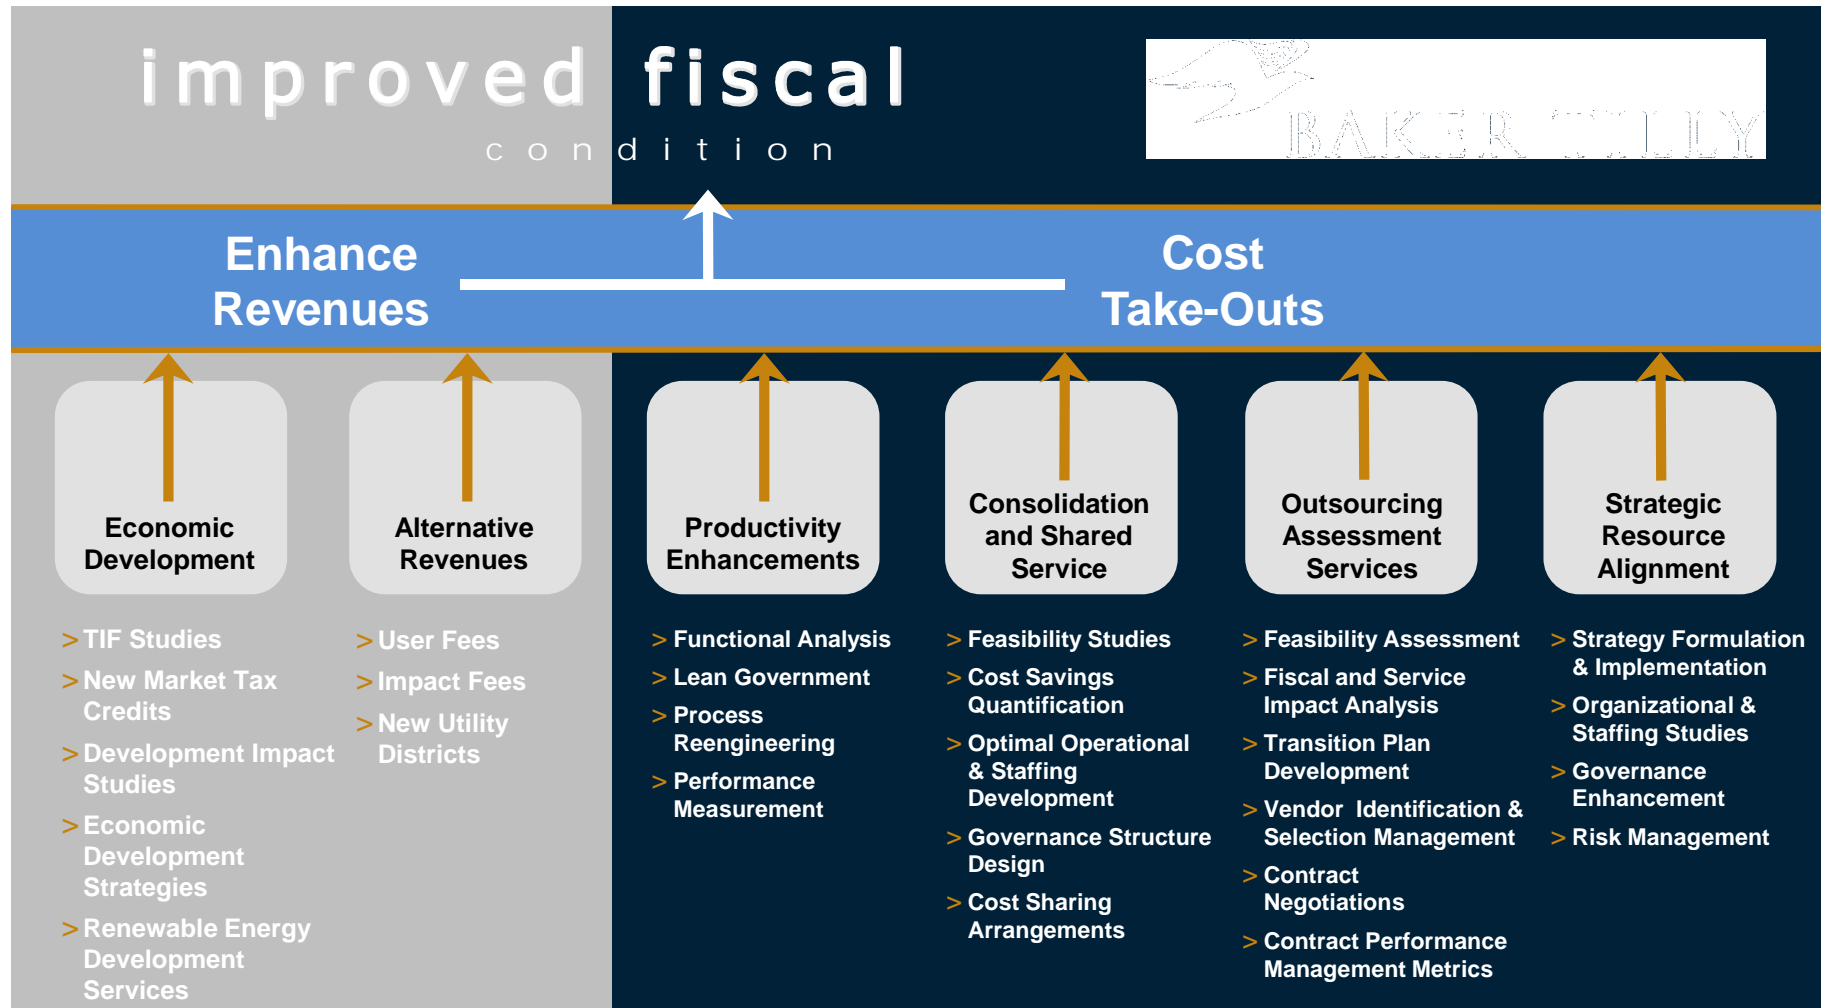 improved fiscal
condition
BAKER TILLY
Enhance
Revenues
Cost
Take-Outs
Economic
Development
Alternative
Revenues
Productivity
Enhancements
Consolidation
and Shared
Service
Outsourcing
Assessment
Services
Strategic
Resource
Alignment
> TIF Studies
> New Market Tax
Credits
> Development Impact
Studies
> Economic
Development
Strategies
> Renewable Energy
Development
Services
> User Fees
> Impact Fees
> New Utility
Districts
> Functional Analysis
> Lean Government
> Process
Reengineering
> Performance
Measurement
> Feasibility Studies
> Cost Savings
Quantification
> Optimal Operational
& Staffing
Development
> Governance Structure
Design
> Cost Sharing
Arrangements
> Feasibility Assessment
> Fiscal and Service
Impact Analysis
> Transition Plan
Development
> Vendor Identification &
Selection Management
> Contract
Negotiations
> Contract Performance
Management Metrics
> Strategy Formulation
& Implementation
> Organizational &
Staffing Studies
> Governance
Enhancement
> Risk Management